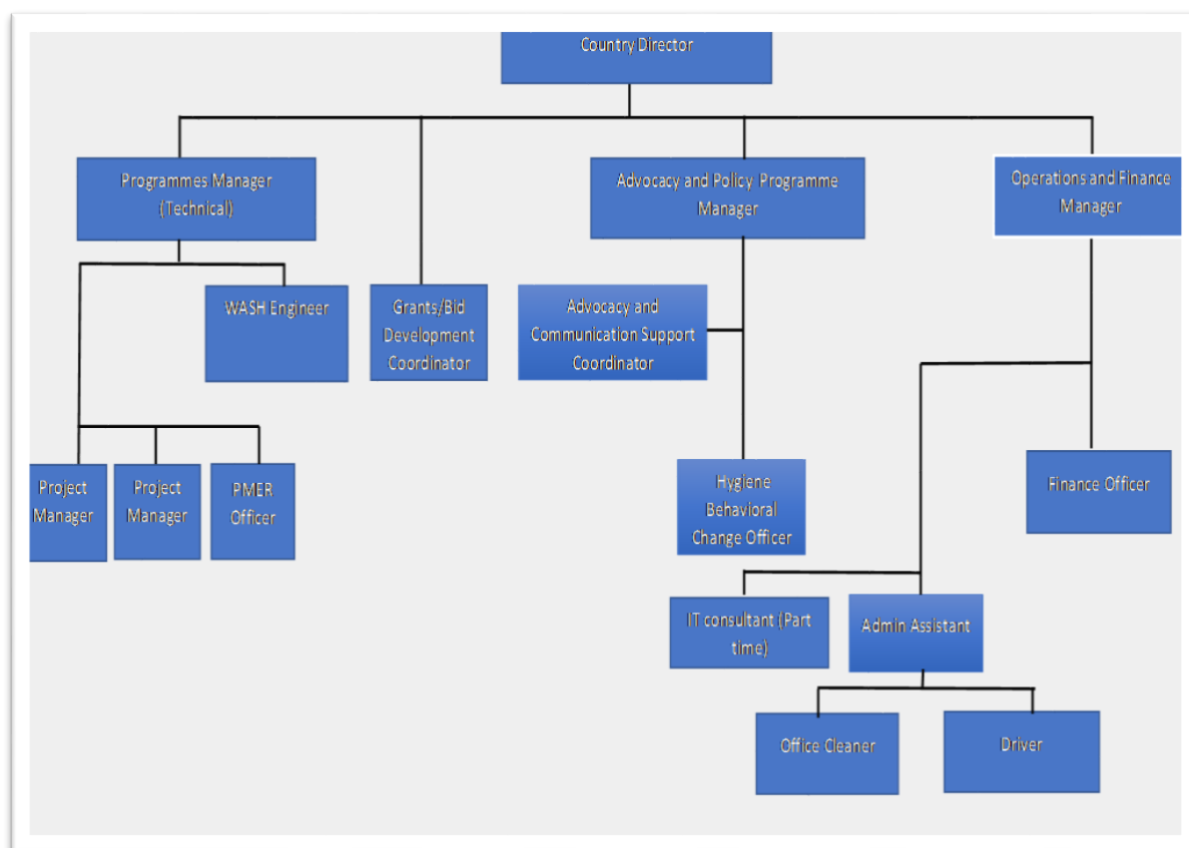 Country Director
Programmes Manager
(Technical)
Advocacy and Policy Programme
Manager
Operations and Finance
Manager
WASH Engineer
Grants/Bid
Development
Coordinator
Advocacy and
Communication Support
Coordinator
Project
Manager
Project
Manager
PMER
Officer
Hygiene
Behavioral
Change Officer
Finance Officer
IT consultant (Part
time)
Admin Assistant
Office Cleaner
Driver